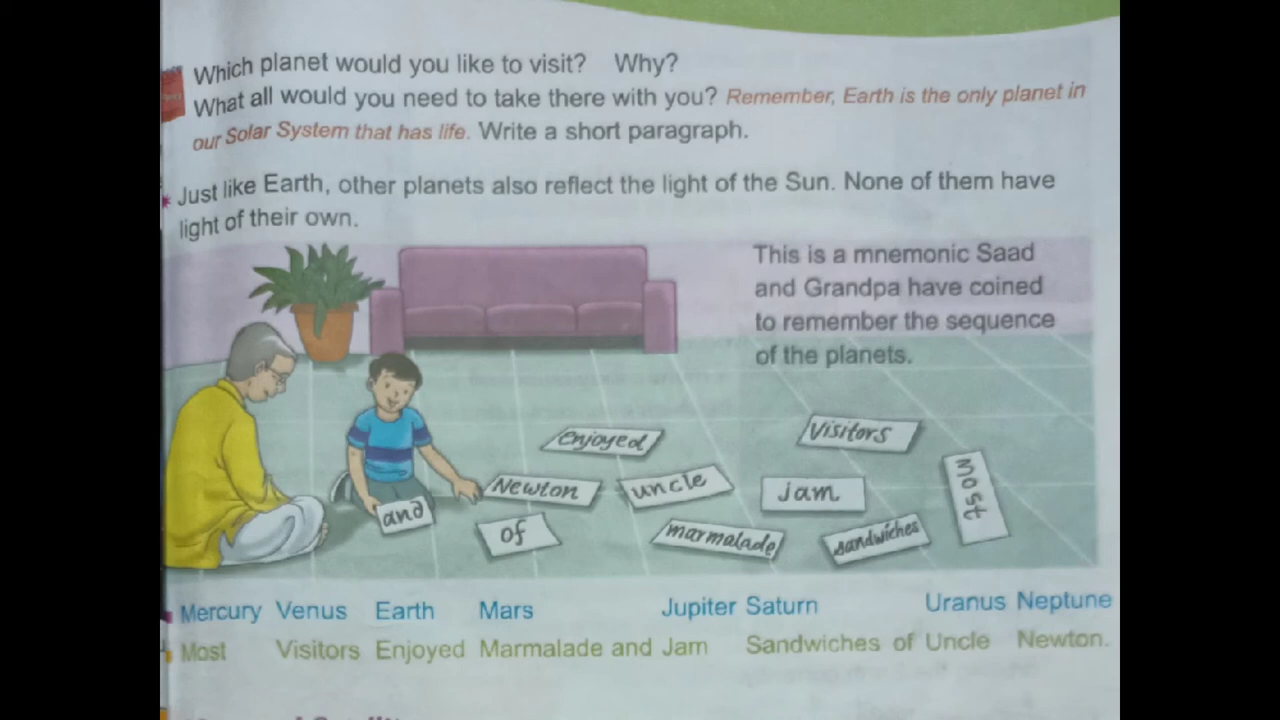 Which planet would you like to visit? Why?
What all would you need to take there with you? Remember, Earth is the only planet in
our Solar System that has life. Write a short paragraph.
Just like Earth, other planets also reflect the light of the Sun. None of them have
light of their own.
This is a mnemonic Saad
and Grandpa have coined
to remember the sequence
of the planets.
enjoyed
Visitors
Newton
uncle
jam
most
and
of
marmalade
sandwiches
Mercury Venus Earth Mars Jupiter Saturn Uranus Neptune
Most Visitors Enjoyed Marmalade and Jam Sandwiches of Uncle Newton.